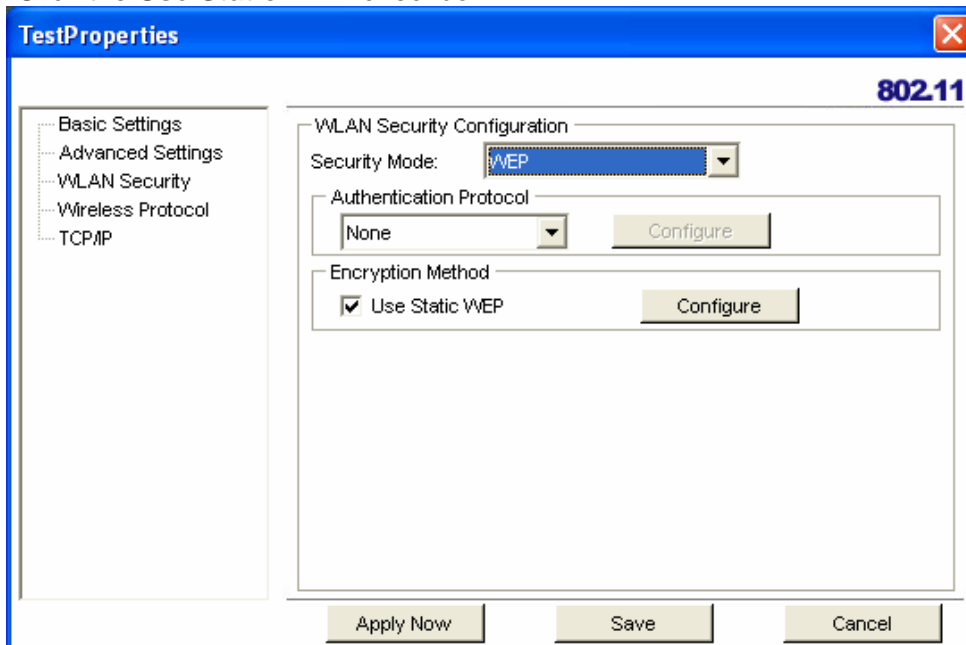 TestProperties
802.11
Basic Settings
Advanced Settings
WLAN Security
Wireless Protocol
TCP/IP
WLAN Security Configuration
Security Mode: WEP
Authentication Protocol
None Configure
Encryption Method
Use Static WEP Configure
Apply Now Save Cancel